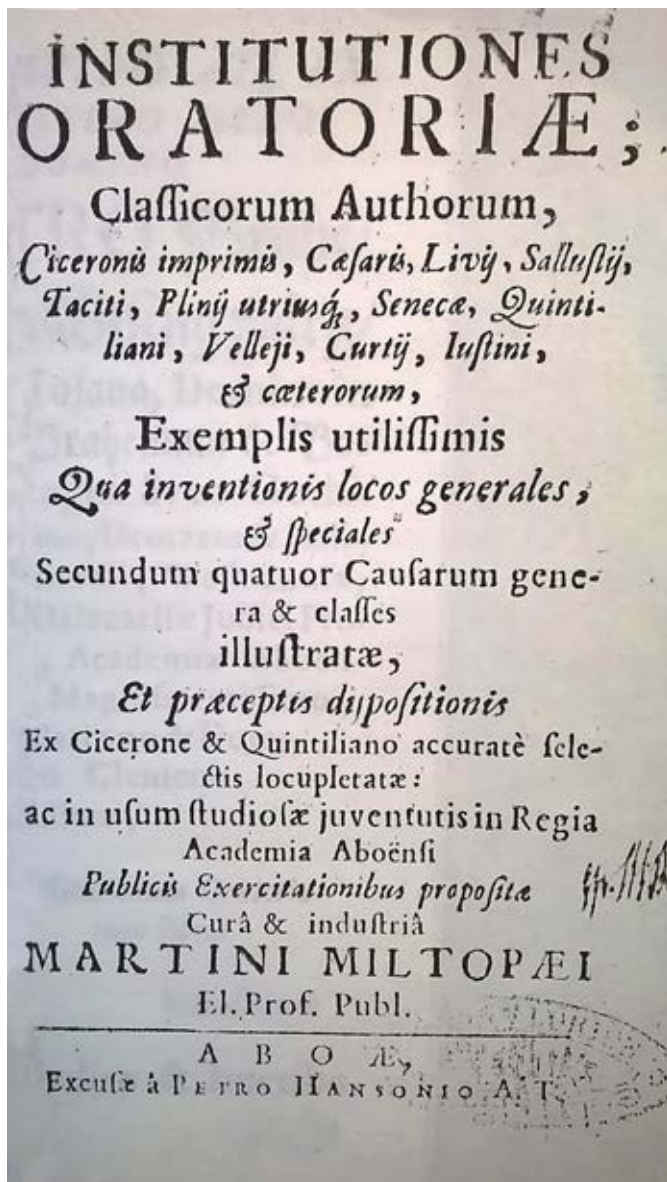 INSTITUTIONES
ORATORIÆ;
Claſſicorum Authorum,
Ciceronis imprimis, Cæſaris, Livij, Salluſtij,
Taciti, Plinij utriusq́;, Senecæ, Quinti-
liani, Velleji, Curtij, Iuſtini,
& cæterorum,
Exemplis utiliſſimis
Qua inventionis locos generales,
& ſpeciales
Secundum quatuor Cauſarum gene-
ra & claſſes
illuſtratæ,
Et præceptis diſpoſitionis
Ex Cicerone & Quintiliano accuratè ſele-
ctis locupletatæ:
ac in uſum ſtudioſæ juventutis in Regia
Academia Aboënſi
Publicis Exercitationibus propoſitæ
Curâ & induſtriâ
MARTINI MILTOPÆI
El. Prof. Publ.
ABOÆ,
Excuſæ â PETRO HANSONIO A. T.